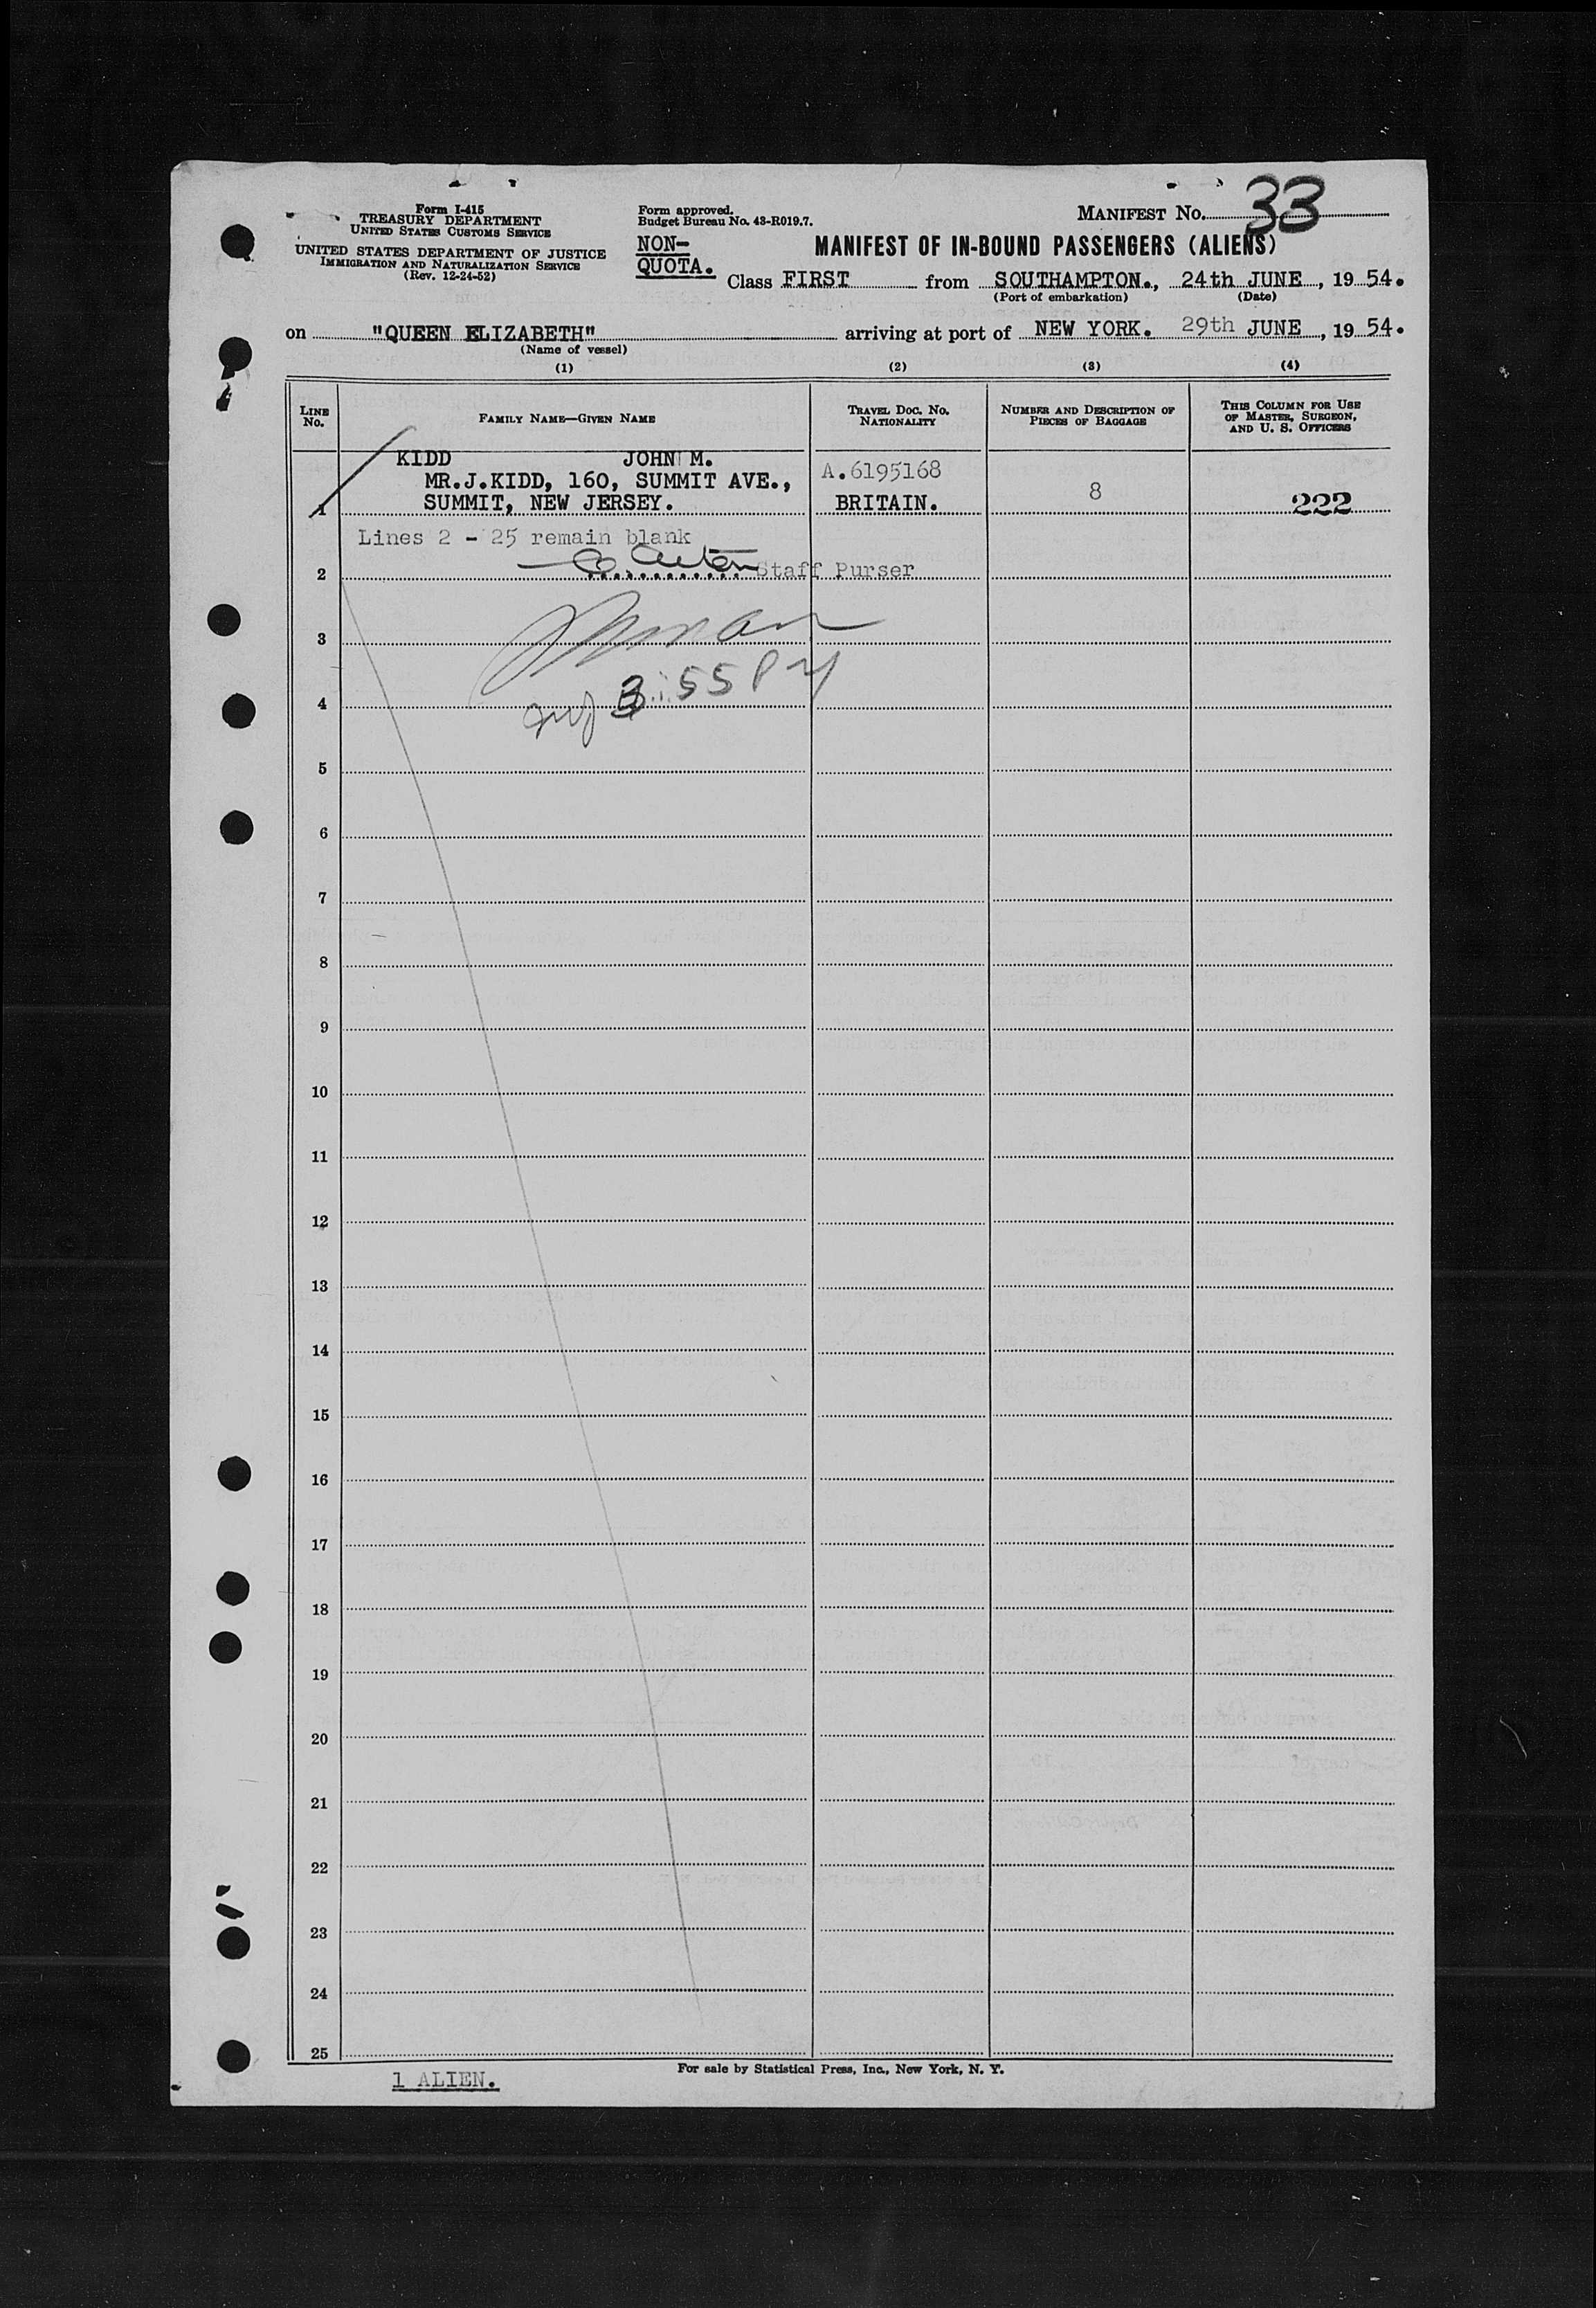 Form I-415
TREASURY DEPARTMENT
UNITED STATES CUSTOMS SERVICE
UNITED STATES DEPARTMENT OF JUSTICE
IMMIGRATION AND NATURALIZATION SERVICE
(Rev. 12-24-52)
Form approved.
Budget Bureau No. 43-R019.7.
MANIFEST NO. 33
NON-
QUOTA.
MANIFEST OF IN-BOUND PASSENGERS (ALIENS)
Class FIRST from SOUTHAMPTON., 24th JUNE, 1954.
(Port of embarkation) (Date)
on "QUEEN ELIZABETH" arriving at port of NEW YORK. 29th JUNE, 1954.
(Name of vessel)
(1) (2) (3) (4)
LINE NO. FAMILY NAME—GIVEN NAME TRAVEL DOC. NO. NATIONALITY NUMBER AND DESCRIPTION OF PIECES OF BAGGAGE THIS COLUMN FOR USE OF MASTER, SURGEON, AND U. S. OFFICERS
KIDD JOHN M.
MR.J.KIDD, 160, SUMMIT AVE., A.6195168
1 SUMMIT, NEW JERSEY. BRITAIN. 8 222
Lines 2 - 25 remain blank
2 Staff Purser
3
4 3:55 PM
5
6
7
8
9
10
11
12
13
14
15
16
17
18
19
20
21
22
23
24
25
For sale by Statistical Press, Inc., New York, N. Y.
1 ALIEN.